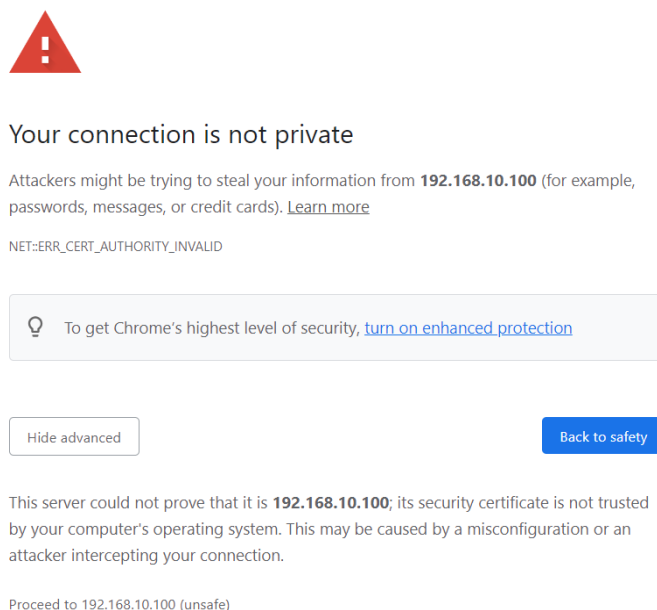 Your connection is not private
Attackers might be trying to steal your information from 192.168.10.100 (for example,
passwords, messages, or credit cards). Learn more
NET::ERR_CERT_AUTHORITY_INVALID
To get Chrome's highest level of security, turn on enhanced protection
Hide advanced
Back to safety
This server could not prove that it is 192.168.10.100; its security certificate is not trusted
by your computer's operating system. This may be caused by a misconfiguration or an
attacker intercepting your connection.
Proceed to 192.168.10.100 (unsafe)